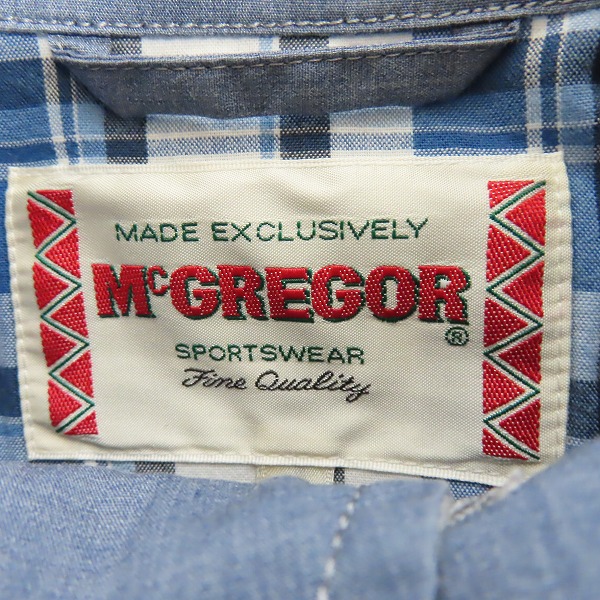 MADE EXCLUSIVELY
McGREGOR®
SPORTSWEAR
Fine Quality